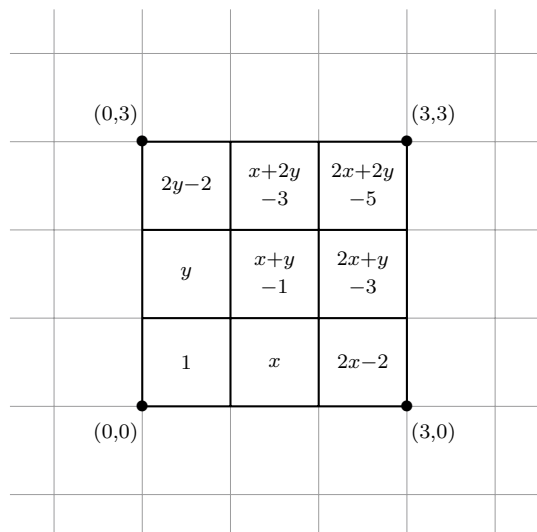 (0,3)
(3,3)
2y−2
x+2y
−3
2x+2y
−5
y
x+y
−1
2x+y
−3
1
x
2x−2
(0,0)
(3,0)